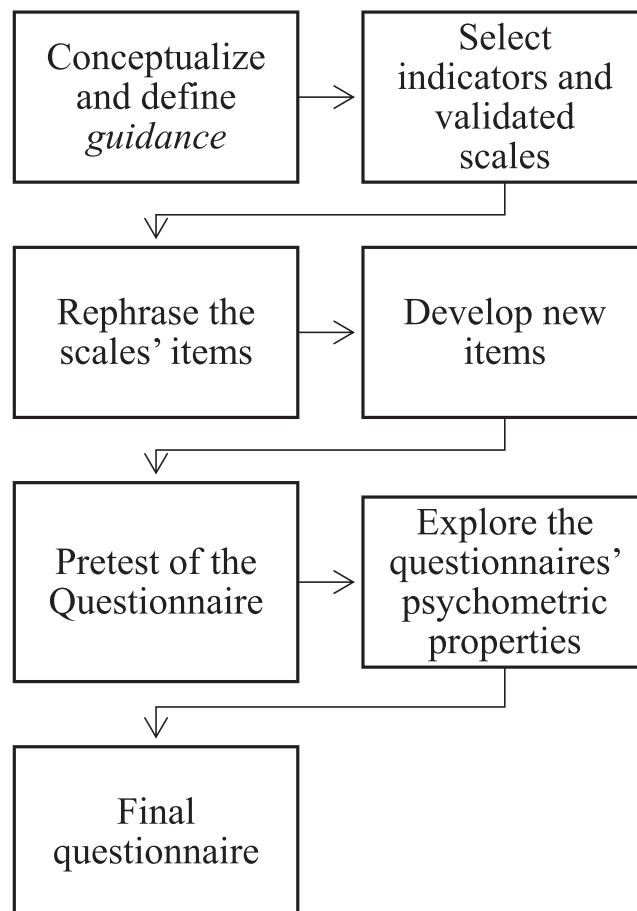 Conceptualize
and define
guidance
Select
indicators and
validated
scales
Rephrase the
scales’ items
Develop new
items
Pretest of the
Questionnaire
Explore the
questionnaires’
psychometric
properties
Final
questionnaire